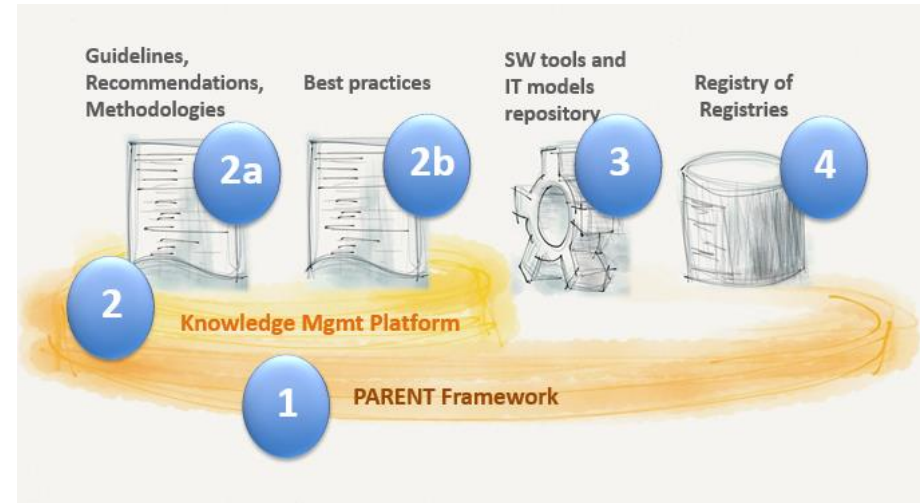 Guidelines,
Recommendations,
Methodologies
Best practices
SW tools and
IT models
repository
Registry of
Registries
2a
2b
3
4
2
Knowledge Mgmt Platform
1
PARENT Framework